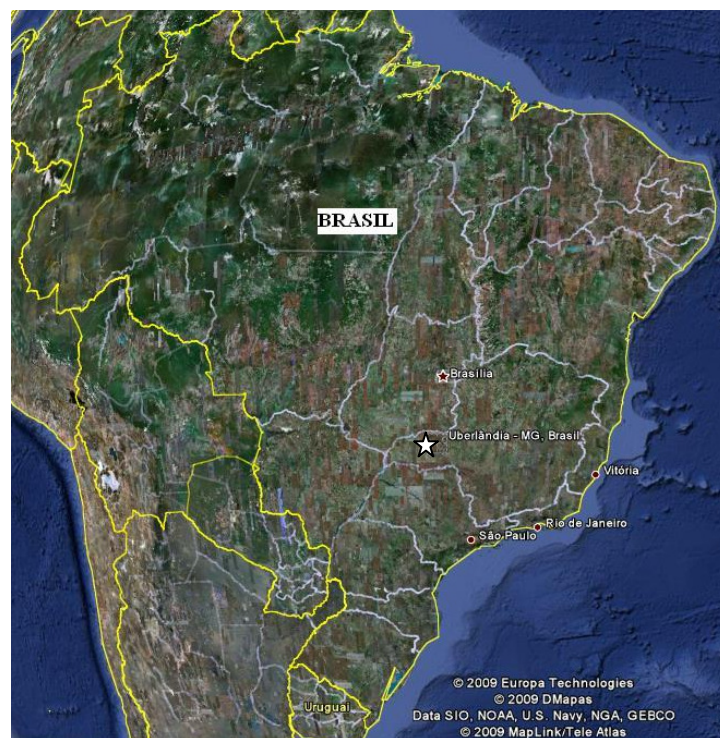 BRASIL
Brasília
Uberlândia - MG, Brasil
Vitória
Rio de Janeiro
São Paulo
Uruguai
© 2009 Europa Technologies
© 2009 DMapas
Data SIO, NOAA, U.S. Navy, NGA, GEBCO
© 2009 MapLink/Tele Atlas